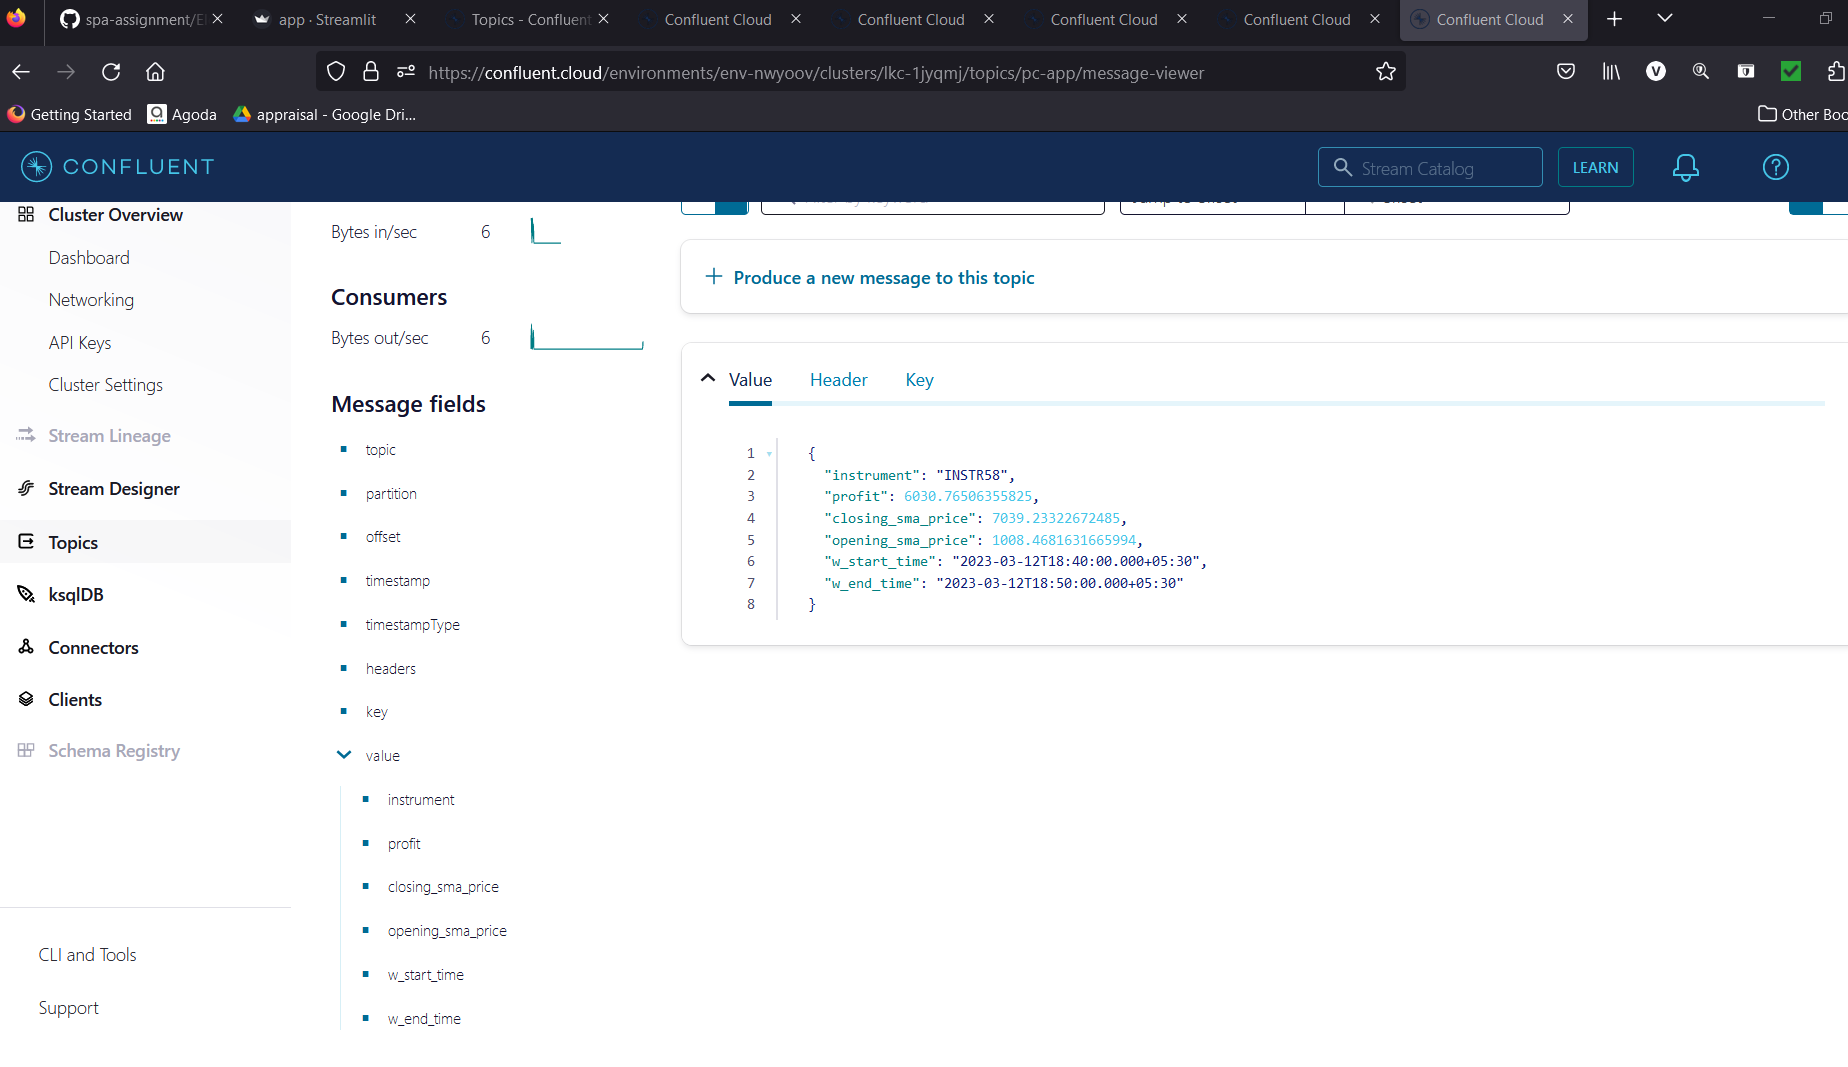 spa-assignment/E
app · Streamlit
Topics - Confluent
Confluent Cloud
Confluent Cloud
Confluent Cloud
Confluent Cloud
Confluent Cloud
https://confluent.cloud/environments/env-nwyoov/clusters/lkc-1jyqmj/topics/pc-app/message-viewer
V
Getting Started
Agoda
appraisal - Google Dri...
Other Boo
CONFLUENT
Stream Catalog
LEARN
Cluster Overview
Dashboard
Networking
API Keys
Cluster Settings
Stream Lineage
Stream Designer
Topics
ksqlDB
Connectors
Clients
Schema Registry
CLI and Tools
Support
Bytes in/sec 6
Consumers
Bytes out/sec 6
Message fields
topic
partition
offset
timestamp
timestampType
headers
key
value
instrument
profit
closing_sma_price
opening_sma_price
w_start_time
w_end_time
+ Produce a new message to this topic
Value Header Key
1 {
2 "instrument": "INSTR58",
3 "profit": 6030.76506355825,
4 "closing_sma_price": 7039.23322672485,
5 "opening_sma_price": 1008.4681631665994,
6 "w_start_time": "2023-03-12T18:40:00.000+05:30",
7 "w_end_time": "2023-03-12T18:50:00.000+05:30"
8 }